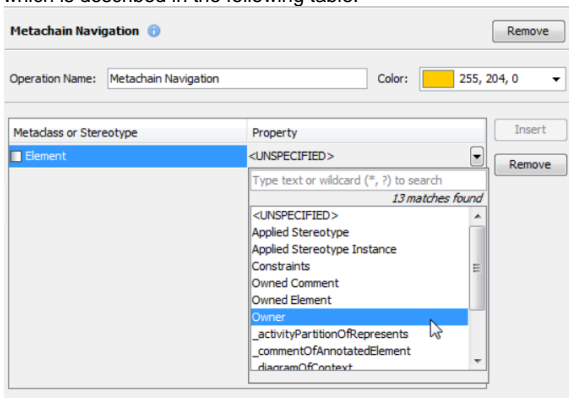 which is described in the following table.
Metachain Navigation
Remove
Operation Name: Metachain Navigation Color: 255, 204, 0
Metaclass or Stereotype Property Insert
Element <UNSPECIFIED> Remove
Type text or wildcard (*, ?) to search
13 matches found
<UNSPECIFIED>
Applied Stereotype
Applied Stereotype Instance
Constraints
Owned Comment
Owned Element
Owner
_activityPartitionOfRepresents
_commentOfAnnotatedElement
_diagramOfContext